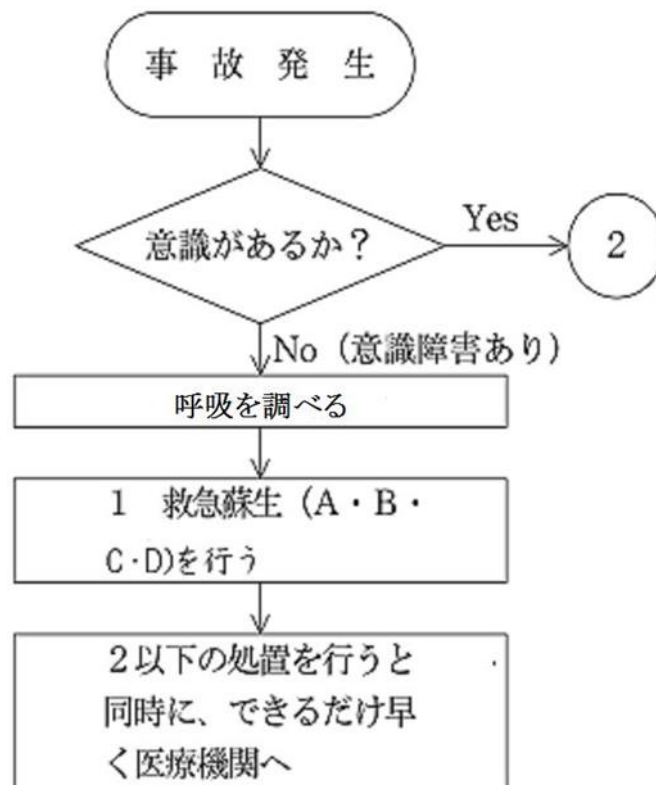 事 故 発 生
意識があるか？
Yes
2
No（意識障害あり）
呼吸を調べる
1 救急蘇生（A・B・
C・D)を行う
2以下の処置を行うと
同時に、できるだけ早
く医療機関へ